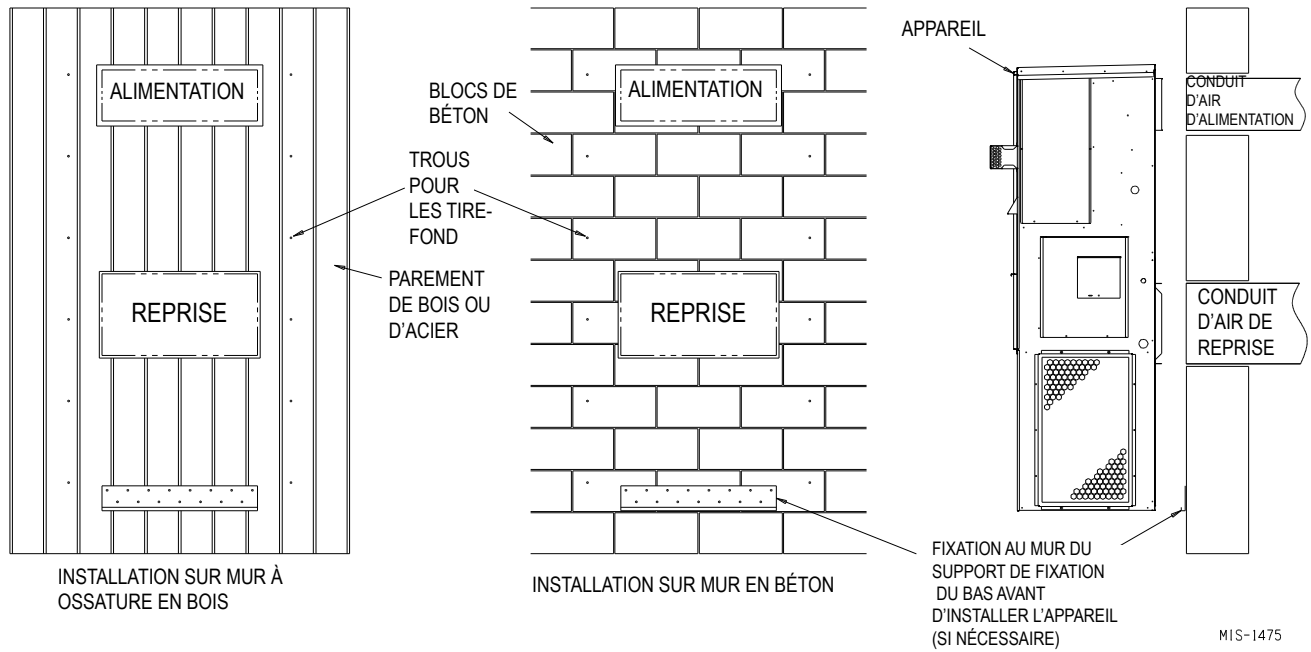 ALIMENTATION
REPRISE
INSTALLATION SUR MUR À
OSSATURE EN BOIS
BLOCS DE
BÉTON
TROUS
POUR
LES TIRE-
FOND
PAREMENT
DE BOIS OU
D'ACIER
ALIMENTATION
REPRISE
INSTALLATION SUR MUR EN BÉTON
APPAREIL
CONDUIT
D'AIR
D'ALIMENTATION
CONDUIT
D'AIR DE
REPRISE
FIXATION AU MUR DU
SUPPORT DE FIXATION
DU BAS AVANT
D'INSTALLER L'APPAREIL
(SI NÉCESSAIRE)
MIS-1475